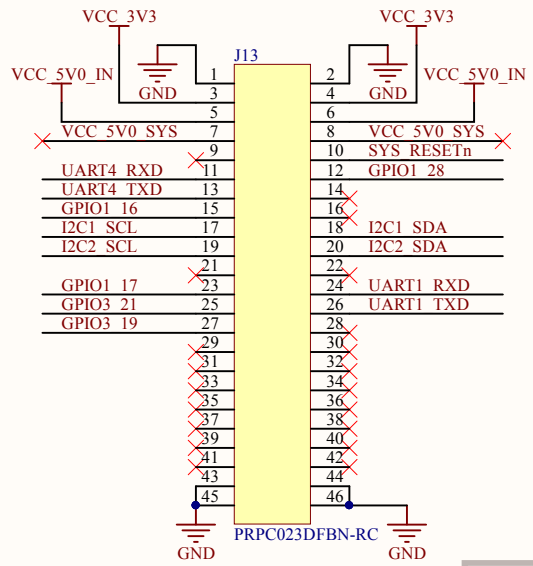 VCC_3V3 VCC_3V3
J13
VCC_5V0_IN GND GND VCC_5V0_IN
1 2
3 4
5 6
VCC_5V0_SYS 7 8 VCC_5V0_SYS
9 10 SYS_RESETn
UART4_RXD 11 12 GPIO1_28
UART4_TXD 13 14
GPIO1_16 15 16
I2C1_SCL 17 18 I2C1_SDA
I2C2_SCL 19 20 I2C2_SDA
21 22
GPIO1_17 23 24 UART1_RXD
GPIO3_21 25 26 UART1_TXD
GPIO3_19 27 28
29 30
31 32
33 34
35 36
37 38
39 40
41 42
43 44
45 46
PRPC023DFBN-RC
GND GND